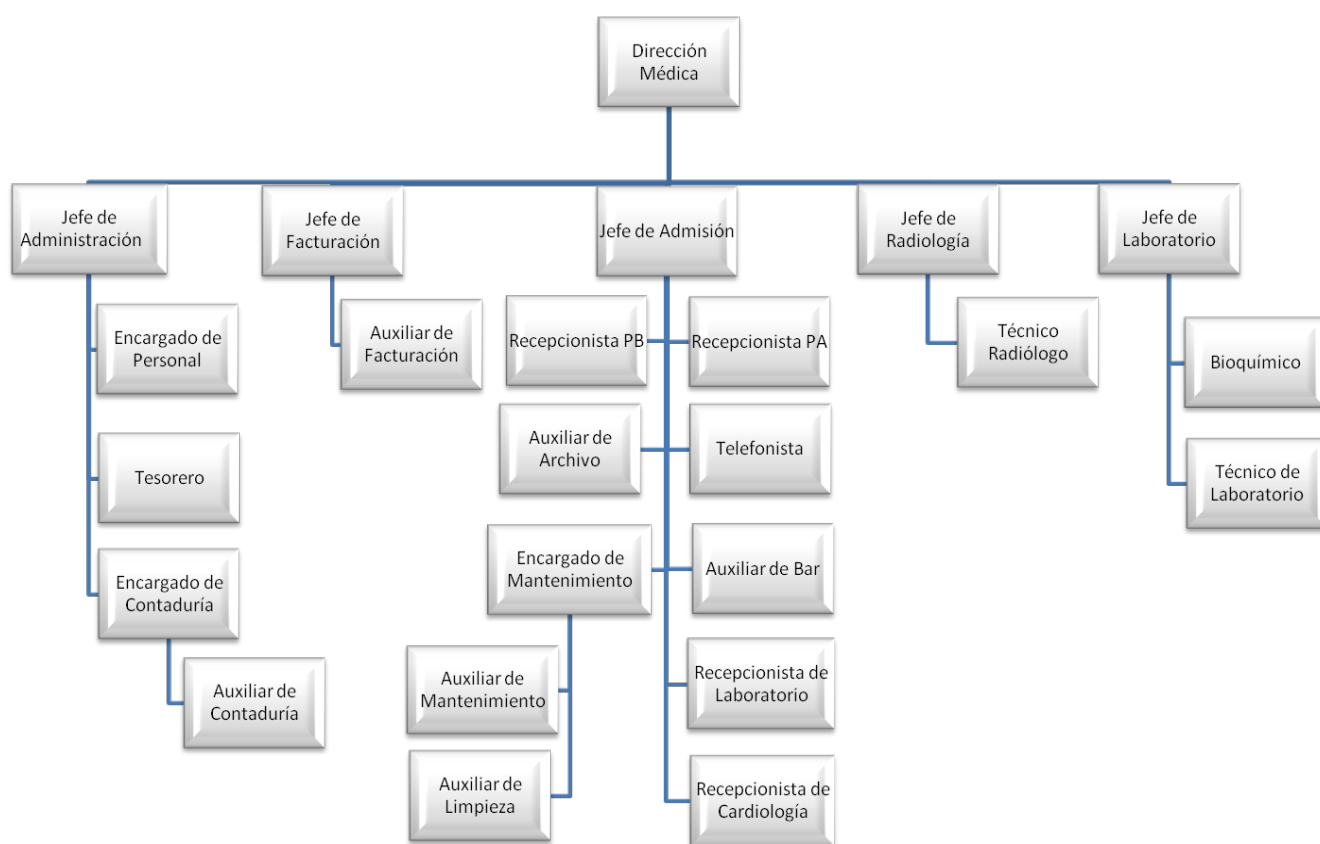 Dirección
Médica
Jefe de
Administración
Jefe de
Facturación
Jefe de Admisión
Jefe de
Radiología
Jefe de
Laboratorio
Encargado de
Personal
Tesorero
Encargado de
Contaduría
Auxiliar de
Contaduría
Auxiliar de
Facturación
Recepcionista PB
Recepcionista PA
Auxiliar de
Archivo
Telefonista
Encargado de
Mantenimiento
Auxiliar de Bar
Auxiliar de
Mantenimiento
Auxiliar de
Limpieza
Recepcionista de
Laboratorio
Recepcionista de
Cardiología
Técnico
Radiólogo
Bioquímico
Técnico de
Laboratorio